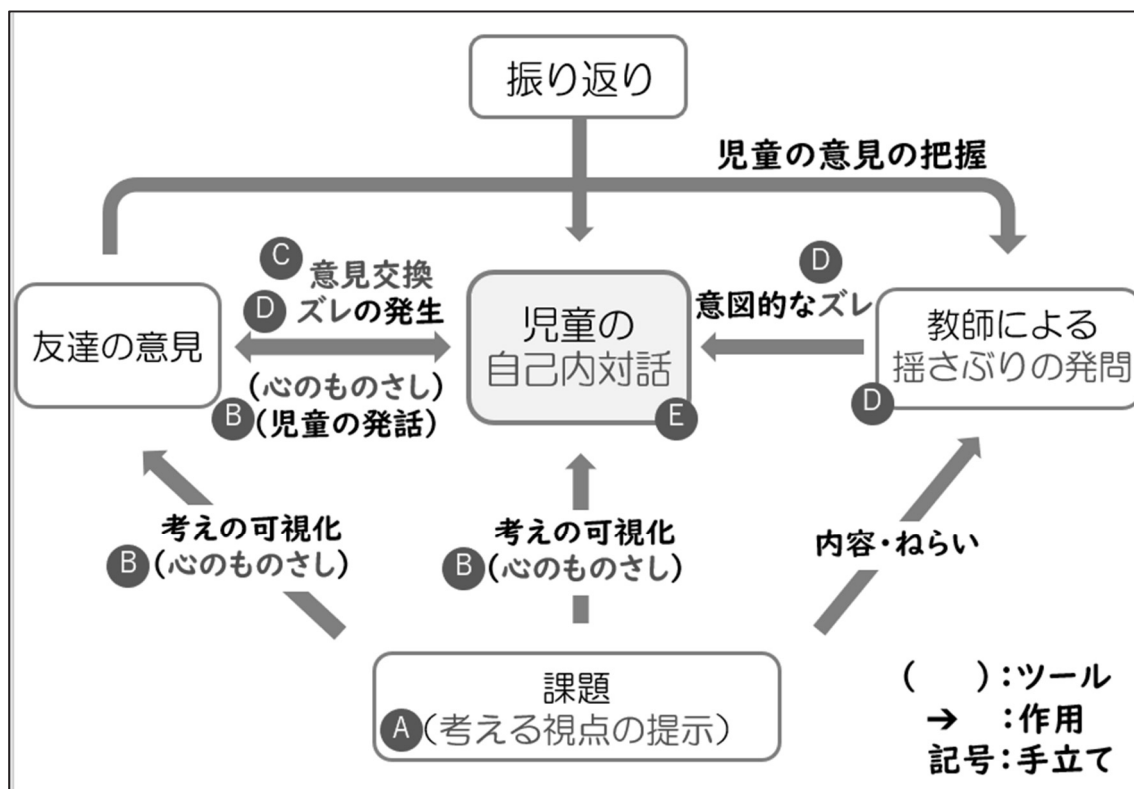 振り返り
児童の意見の把握
C 意見交換
D ズレの発生
D
意図的なズレ
友達の意見
児童の
自己内対話
E
教師による
揺さぶりの発問
D
(心のものさし)
B (児童の発話)
考えの可視化
B (心のものさし)
考えの可視化
B (心のものさし)
内容・ねらい
課題
A (考える視点の提示)
( ):ツール
→ :作用
記号:手立て